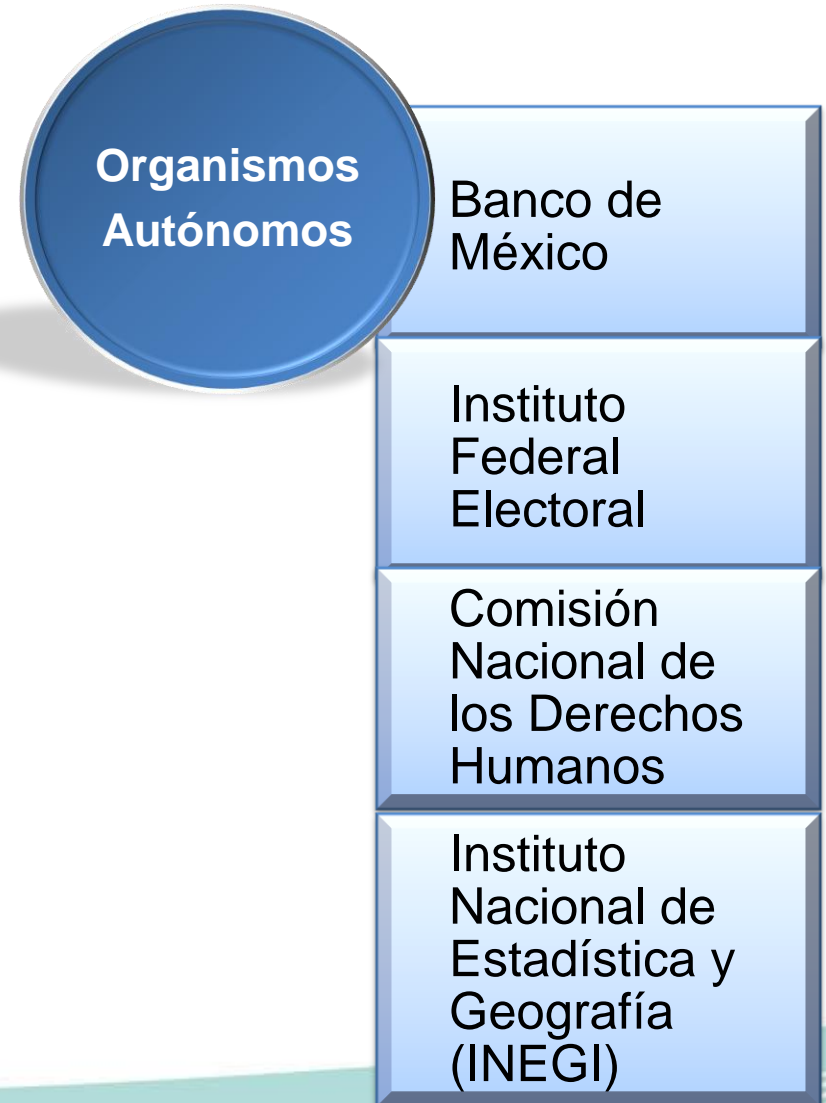 Organismos
Autónomos
Banco de
México
Instituto
Federal
Electoral
Comisión
Nacional de
los Derechos
Humanos
Instituto
Nacional de
Estadística y
Geografía
(INEGI)